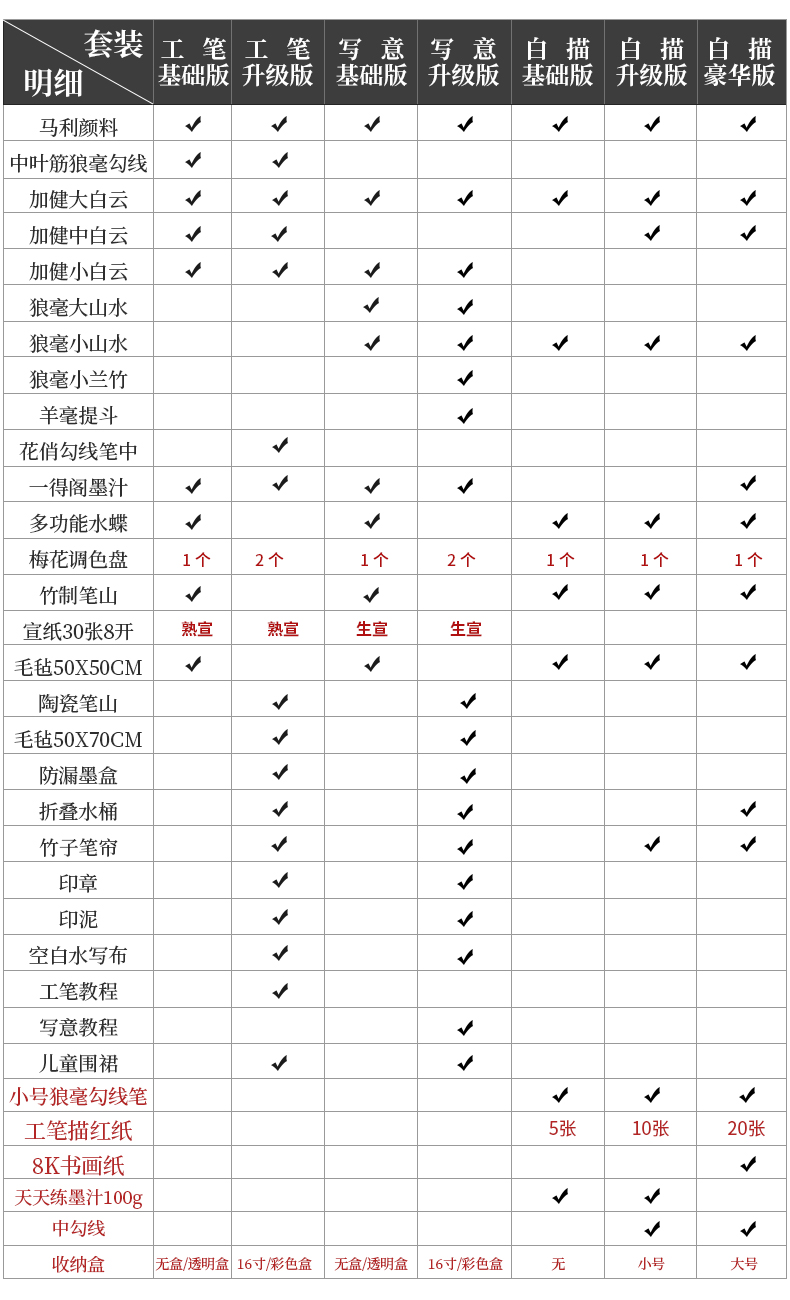 套装
明细
工 笔
基础版
工 笔
升级版
写 意
基础版
写 意
升级版
白 描
基础版
白 描
升级版
白 描
豪华版
马利颜料 ✓ ✓ ✓ ✓ ✓ ✓ ✓
中叶筋狼毫勾线 ✓ ✓
加健大白云 ✓ ✓ ✓ ✓ ✓ ✓ ✓
加健中白云 ✓ ✓ ✓ ✓
加健小白云 ✓ ✓ ✓ ✓
狼毫大山水 ✓ ✓
狼毫小山水 ✓ ✓ ✓ ✓ ✓
狼毫小兰竹 ✓
羊毫提斗 ✓
花俏勾线笔中 ✓
一得阁墨汁 ✓ ✓ ✓ ✓ ✓
多功能水蝶 ✓ ✓ ✓ ✓ ✓
梅花调色盘 1个 2个 1个 2个 1个 1个 1个
竹制笔山 ✓ ✓ ✓ ✓ ✓
宣纸30张8开 熟宣 熟宣 生宣 生宣
毛毡50X50CM ✓ ✓ ✓ ✓ ✓
陶瓷笔山 ✓ ✓
毛毡50X70CM ✓ ✓
防漏墨盒 ✓ ✓
折叠水桶 ✓ ✓ ✓
竹子笔帘 ✓ ✓ ✓ ✓
印章 ✓ ✓
印泥 ✓ ✓
空白水写布 ✓ ✓
工笔教程 ✓
写意教程 ✓
儿童围裙 ✓ ✓
小号狼毫勾线笔 ✓ ✓ ✓
工笔描红纸 5张 10张 20张
8K书画纸 ✓
天天练墨汁100g ✓ ✓
中勾线 ✓ ✓
收纳盒 无盒/透明盒 16寸/彩色盒 无盒/透明盒 16寸/彩色盒 无 小号 大号